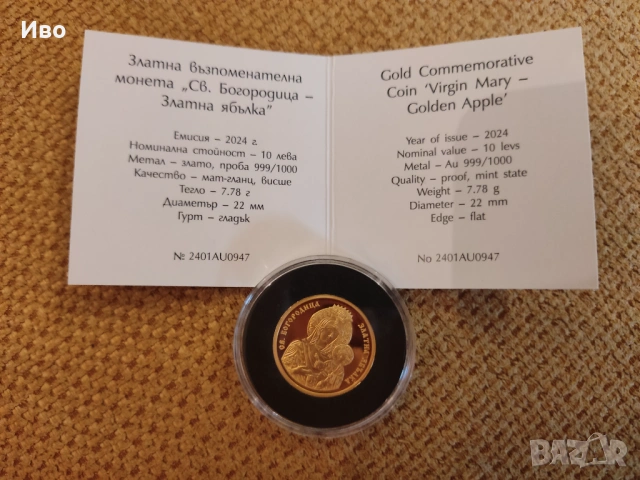 Иво
Златна възпоменателна
монета „Св. Богородица –
Златна ябълка"
Емисия – 2024 г.
Номинална стойност – 10 лева
Метал – злато, проба 999/1000
Качество – мат-гланц, висше
Тегло – 7.78 г
Диаметър – 22 мм
Гурт – гладък
№ 2401AU0947
Gold Commemorative
Coin 'Virgin Mary –
Golden Apple'
Year of issue – 2024
Nominal value – 10 levs
Metal – Au 999/1000
Quality – proof, mint state
Weight – 7.78 g
Diameter – 22 mm
Edge – flat
No 2401AU0947
СВ. БОГОРОДИЦА
ЗЛАТНА ЯБЪЛКА
BAZAR